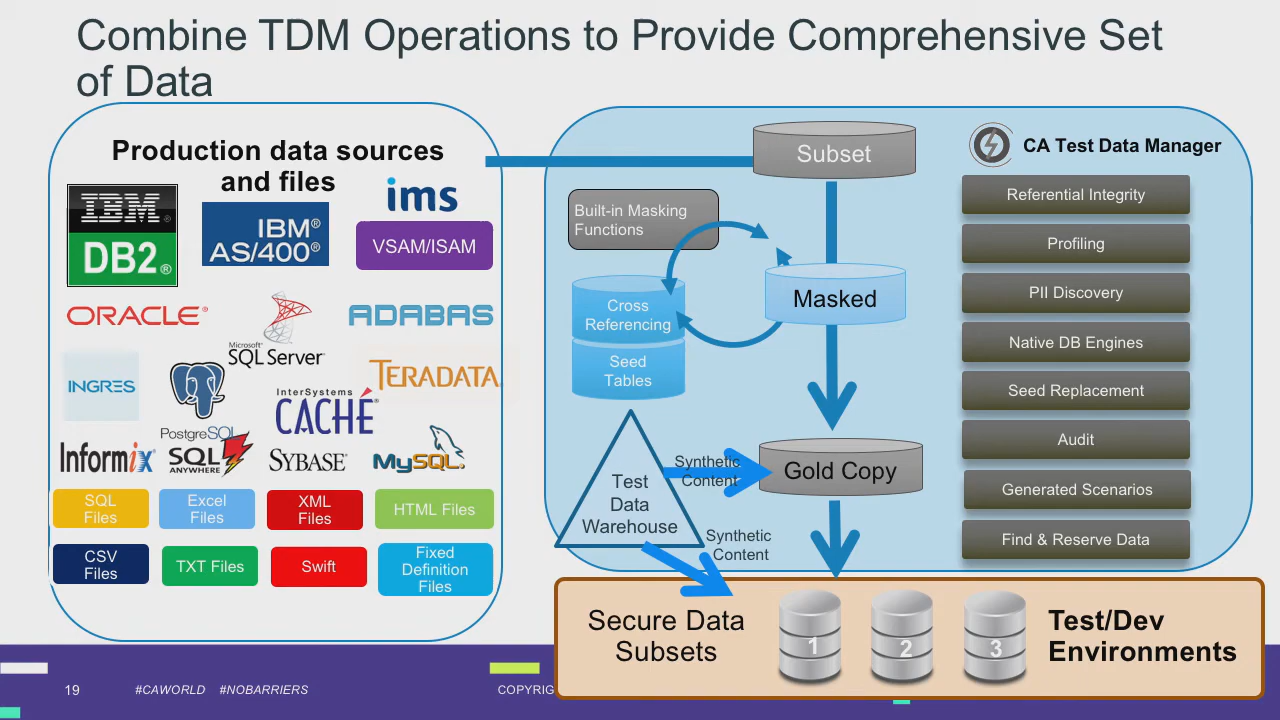 Combine TDM Operations to Provide Comprehensive Set
of Data
Production data sources
and files
IBM®
DB2®
IBM®
AS/400®
ims
VSAM/ISAM
ORACLE®
Microsoft®
SQL Server®
ADABAS
INGRES
PostgreSQL
InterSystems
CACHÉ®
TERADATA
Informix®
SQL
ANYWHERE®
SYBASE®
MySQL®
SQL
Files
Excel
Files
XML
Files
HTML Files
CSV
Files
TXT Files
Swift
Fixed
Definition
Files
Subset
Built-in Masking
Functions
Cross
Referencing
Seed
Tables
Masked
Test
Data
Warehouse
Synthetic
Content
Gold Copy
Synthetic
Content
CA Test Data Manager
Referential Integrity
Profiling
PII Discovery
Native DB Engines
Seed Replacement
Audit
Generated Scenarios
Find & Reserve Data
Secure Data
Subsets
1
2
3
Test/Dev
Environments
19
#CAWORLD #NOBARRIERS
COPYRIG